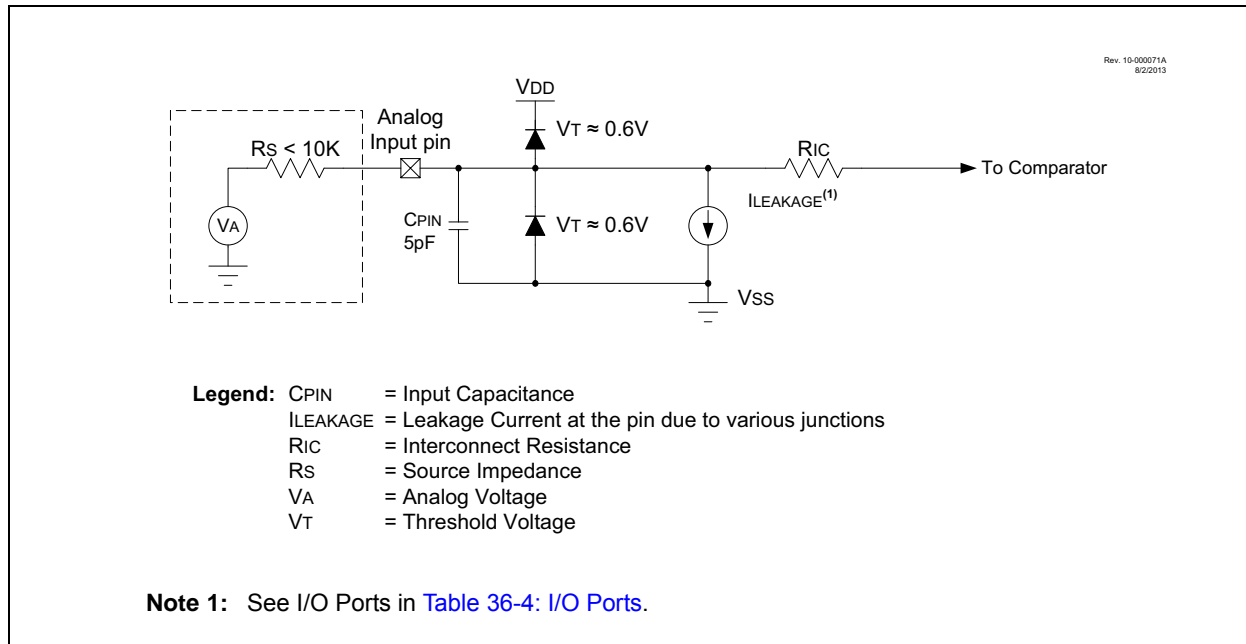 Rev. 10-000071A
8/2/2013
VDD
Analog
Input pin
VT ≈ 0.6V
RS < 10K
RIC
To Comparator
ILEAKAGE(1)
VA
CPIN
5pF
VT ≈ 0.6V
VSS
Legend: CPIN = Input Capacitance
ILEAKAGE = Leakage Current at the pin due to various junctions
RIC = Interconnect Resistance
RS = Source Impedance
VA = Analog Voltage
VT = Threshold Voltage
Note 1: See I/O Ports in Table 36-4: I/O Ports.